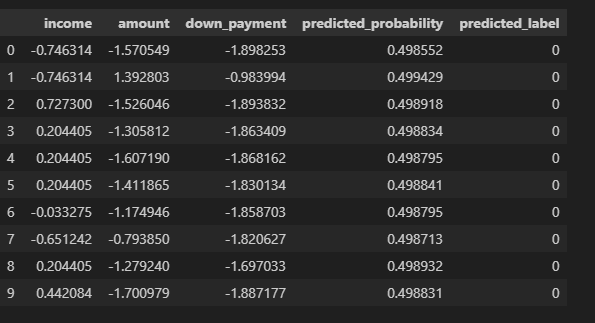 income amount down_payment predicted_probability predicted_label
0 -0.746314 -1.570549 -1.898253 0.498552 0
1 -0.746314 1.392803 -0.983994 0.499429 0
2 0.727300 -1.526046 -1.893832 0.498918 0
3 0.204405 -1.305812 -1.863409 0.498834 0
4 0.204405 -1.607190 -1.868162 0.498795 0
5 0.204405 -1.411865 -1.830134 0.498841 0
6 -0.033275 -1.174946 -1.858703 0.498795 0
7 -0.651242 -0.793850 -1.820627 0.498713 0
8 0.204405 -1.279240 -1.697033 0.498932 0
9 0.442084 -1.700979 -1.887177 0.498831 0